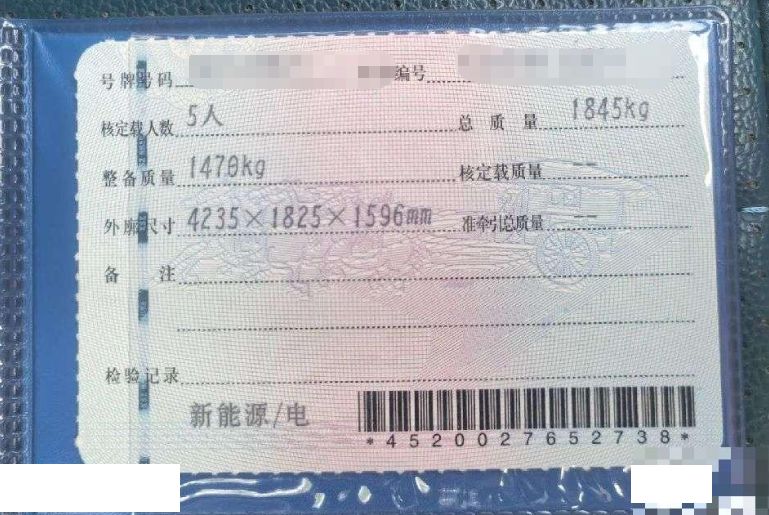 号牌号码 编号
核定载人数 5人 总质量 1845kg
整备质量 1470kg 核定载质量 --
外廓尺寸 4235×1825×1596mm 准牵引总质量 --
备注
检验记录
新能源/电
*4520027652738*